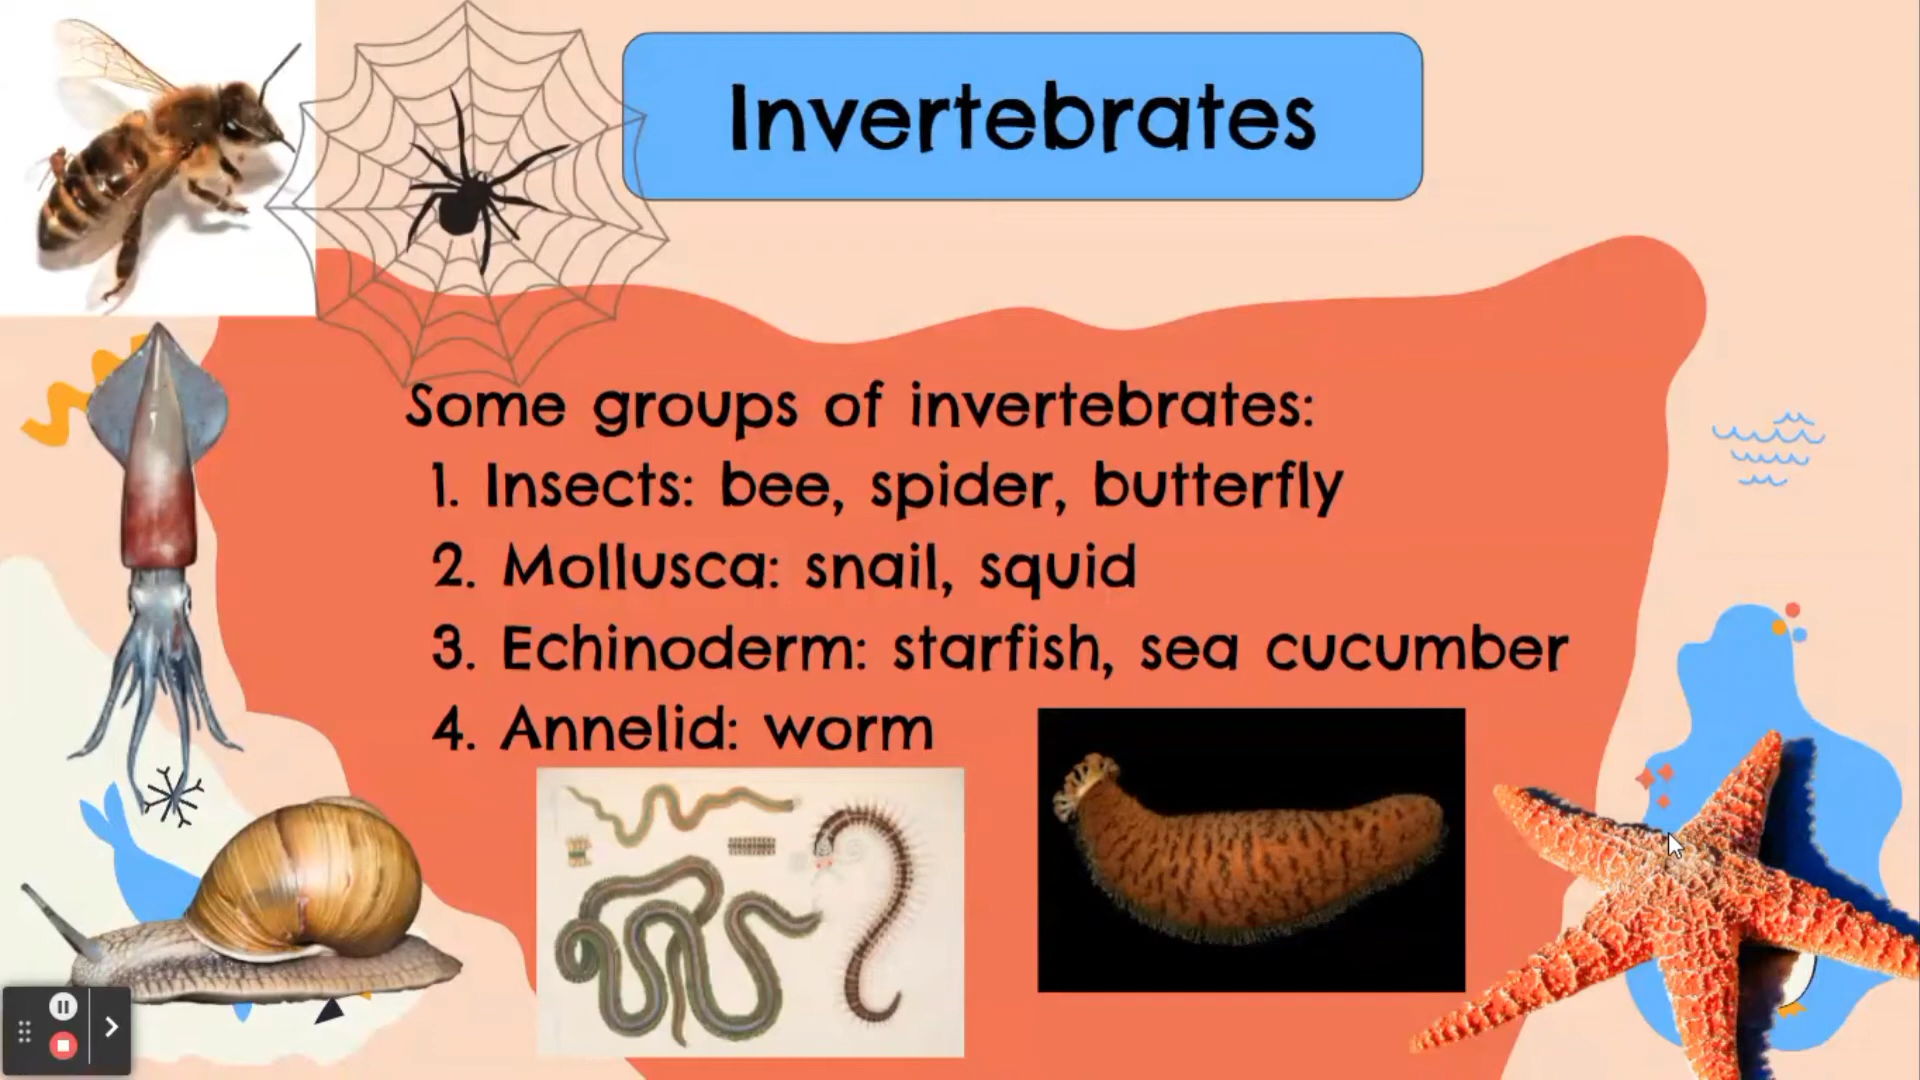 Invertebrates
Some groups of invertebrates:
1. Insects: bee, spider, butterfly
2. Mollusca: snail, squid
3. Echinoderm: starfish, sea cucumber
4. Annelid: worm